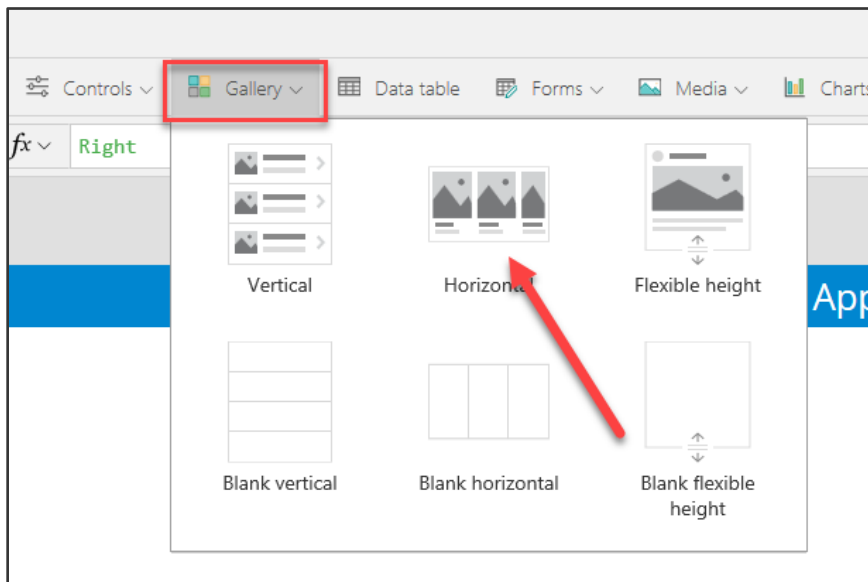 Controls Gallery Data table Forms Media Charts
fx Right
Vertical Horizontal Flexible height
App
Blank vertical Blank horizontal Blank flexible
height